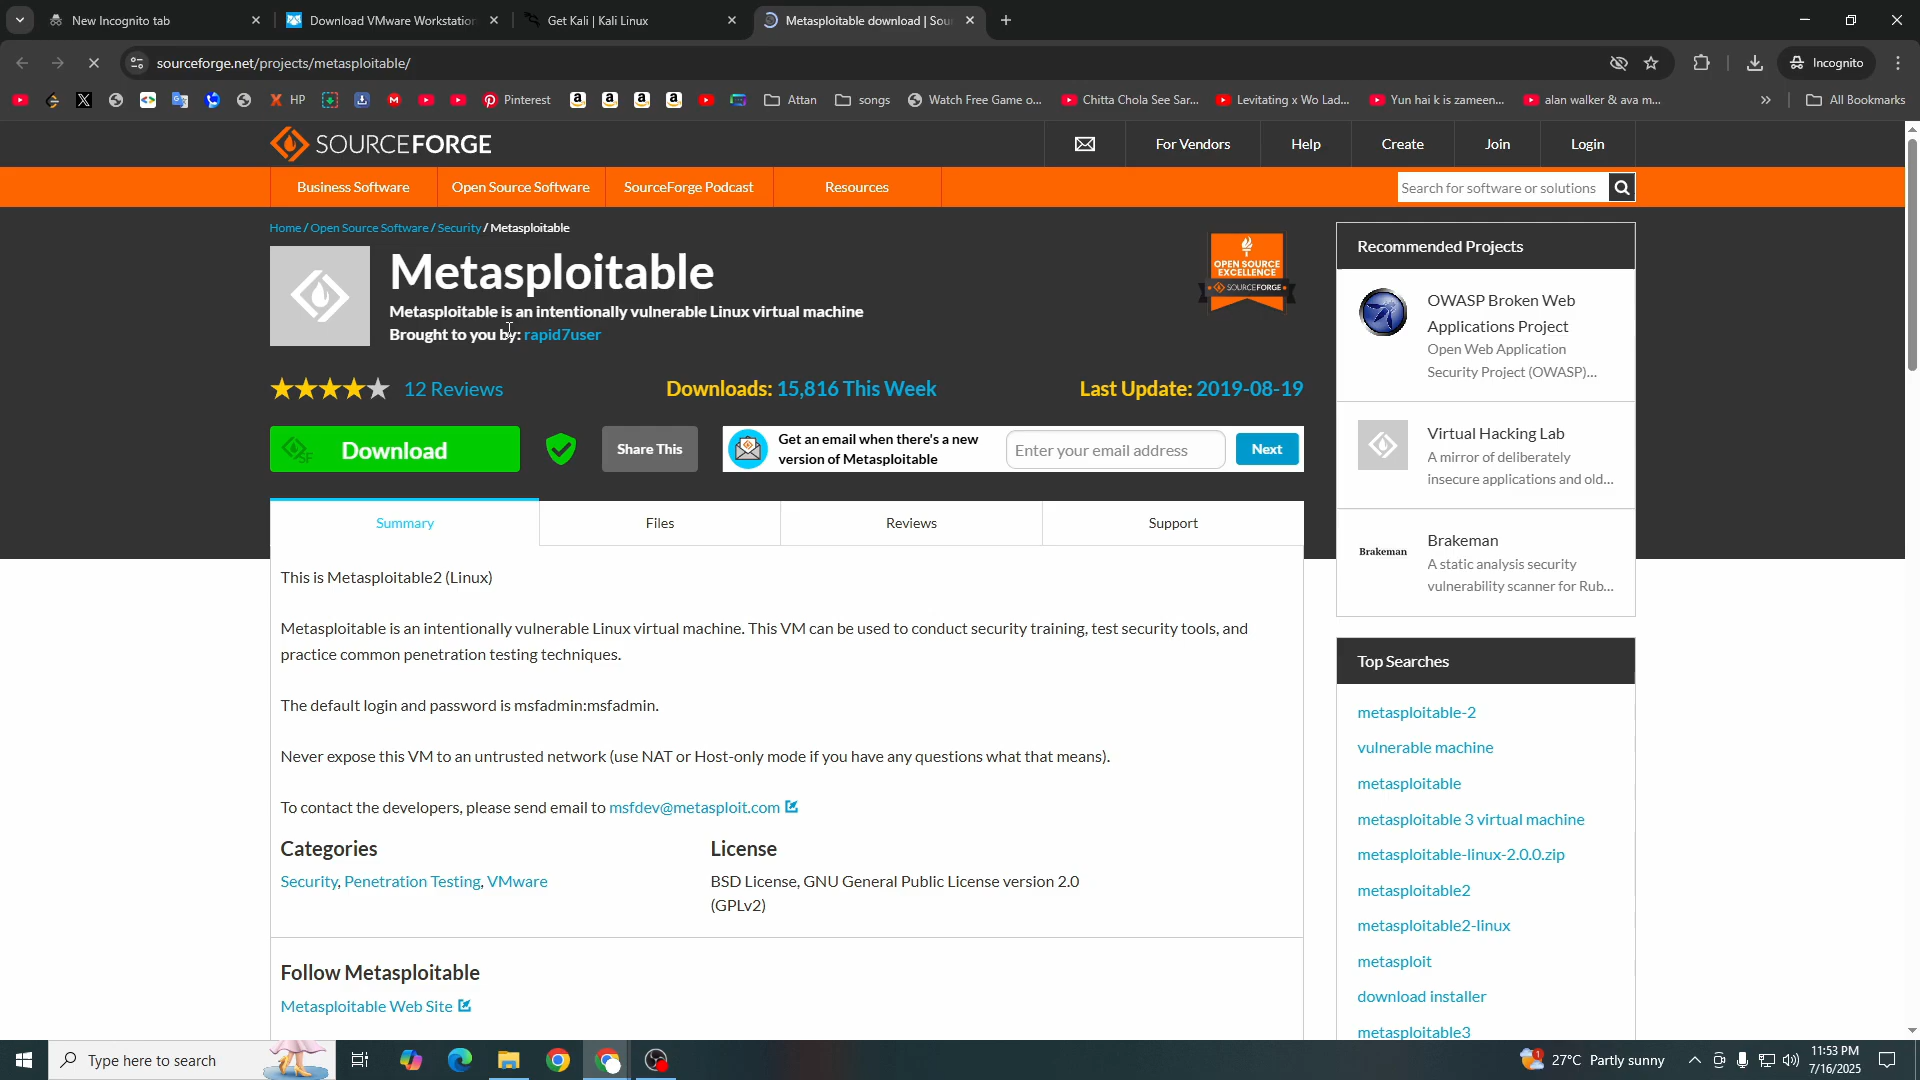 New Incognito tab
Download VMware Workstation
Get Kali | Kali Linux
Metasploitable download | Sou
sourceforge.net/projects/metasploitable/
Incognito
HP
Pinterest
Attan
songs
Watch Free Game o...
Chitta Chola See Sar...
Levitating x Wo Lad...
Yun hai k is zameen...
alan walker & ava m...
All Bookmarks
SOURCEFORGE
For Vendors
Help
Create
Join
Login
Business Software
Open Source Software
SourceForge Podcast
Resources
Search for software or solutions
Home / Open Source Software / Security / Metasploitable
Metasploitable
Metasploitable is an intentionally vulnerable Linux virtual machine
Brought to you by: rapid7user
OPEN SOURCE
EXCELLENCE
SOURCEFORGE
12 Reviews
Downloads: 15,816 This Week
Last Update: 2019-08-19
SF
Download
Share This
Get an email when there's a new
version of Metasploitable
Enter your email address
Next
Summary
Files
Reviews
Support
This is Metasploitable2 (Linux)
Metasploitable is an intentionally vulnerable Linux virtual machine. This VM can be used to conduct security training, test security tools, and
practice common penetration testing techniques.
The default login and password is msfadmin:msfadmin.
Never expose this VM to an untrusted network (use NAT or Host-only mode if you have any questions what that means).
To contact the developers, please send email to msfdev@metasploit.com
Categories
Security, Penetration Testing, VMware
License
BSD License, GNU General Public License version 2.0
(GPLv2)
Follow Metasploitable
Metasploitable Web Site
Recommended Projects
OWASP Broken Web
Applications Project
Open Web Application
Security Project (OWASP)...
Virtual Hacking Lab
A mirror of deliberately
insecure applications and old...
Brakeman
Brakeman
A static analysis security
vulnerability scanner for Rub...
Top Searches
metasploitable-2
vulnerable machine
metasploitable
metasploitable 3 virtual machine
metasploitable-linux-2.0.0.zip
metasploitable2
metasploitable2-linux
metasploit
download installer
metasploitable3
Type here to search
1
27°C Partly sunny
11:53 PM
7/16/2025